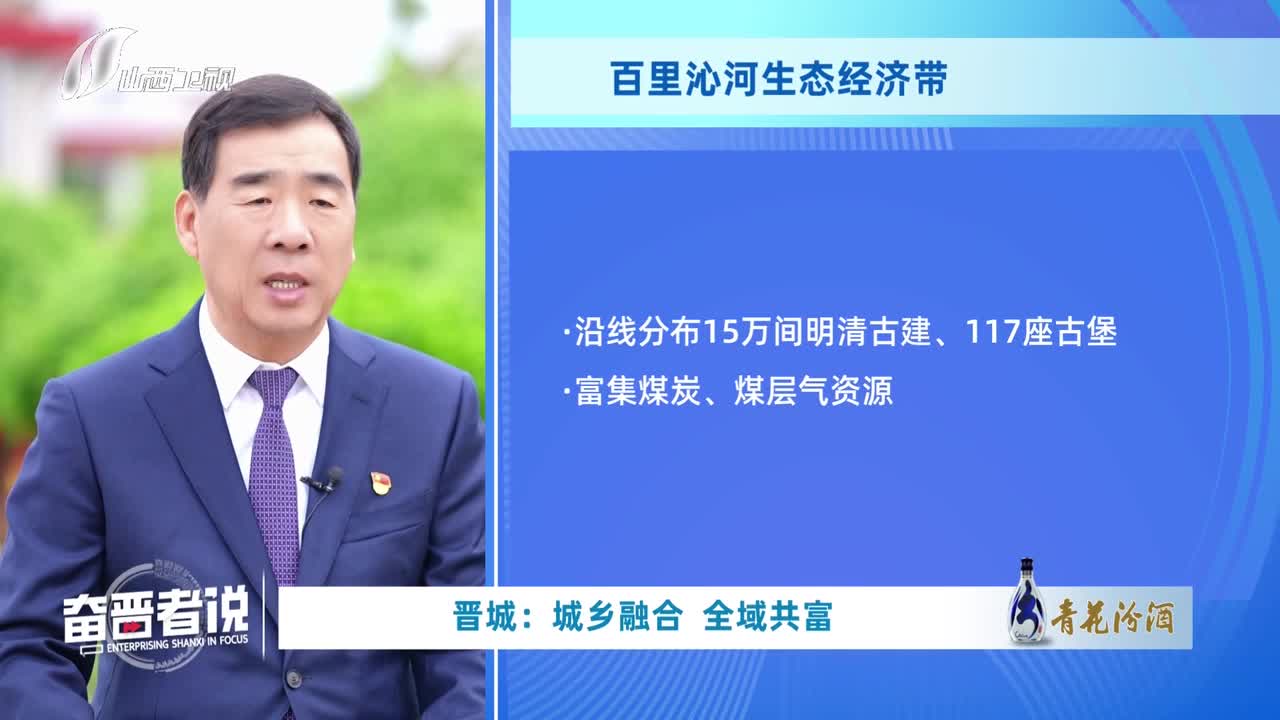 山西卫视
百里沁河生态经济带
·沿线分布15万间明清古建、117座古堡
·富集煤炭、煤层气资源
奋晋者说
ENTERPRISING SHANXI IN FOCUS
晋城：城乡融合 全域共富
青花汾酒